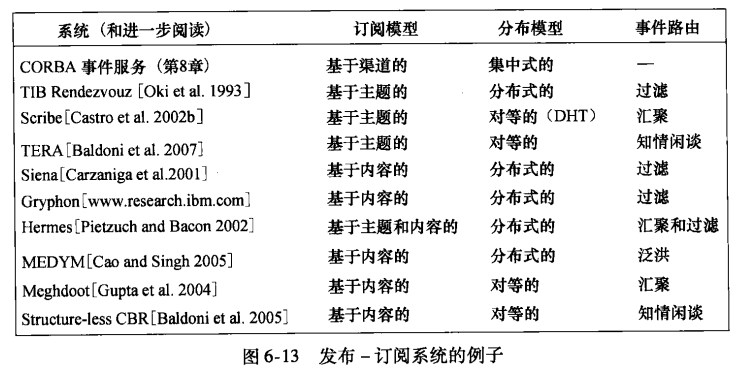 系统（和进一步阅读） 订阅模型 分布模型 事件路由
CORBA 事件服务（第8章） 基于渠道的 集中式的 —
TIB Rendezvouz [Oki et al. 1993] 基于主题的 分布式的 过滤
Scribe[Castro et al. 2002b] 基于主题的 对等的（DHT） 汇聚
TERA[Baldoni et al. 2007] 基于主题的 对等的 知情闲谈
Siena[Carzaniga et al.2001] 基于内容的 分布式的 过滤
Gryphon[www.research.ibm.com] 基于内容的 分布式的 过滤
Hermes[Pietzuch and Bacon 2002] 基于主题和内容的 分布式的 汇聚和过滤
MEDYM[Cao and Singh 2005] 基于内容的 分布式的 泛洪
Meghdoot[Gupta et al. 2004] 基于内容的 对等的 汇聚
Structure-less CBR[Baldoni et al. 2005] 基于内容的 对等的 知情闲谈
图 6-13 发布－订阅系统的例子